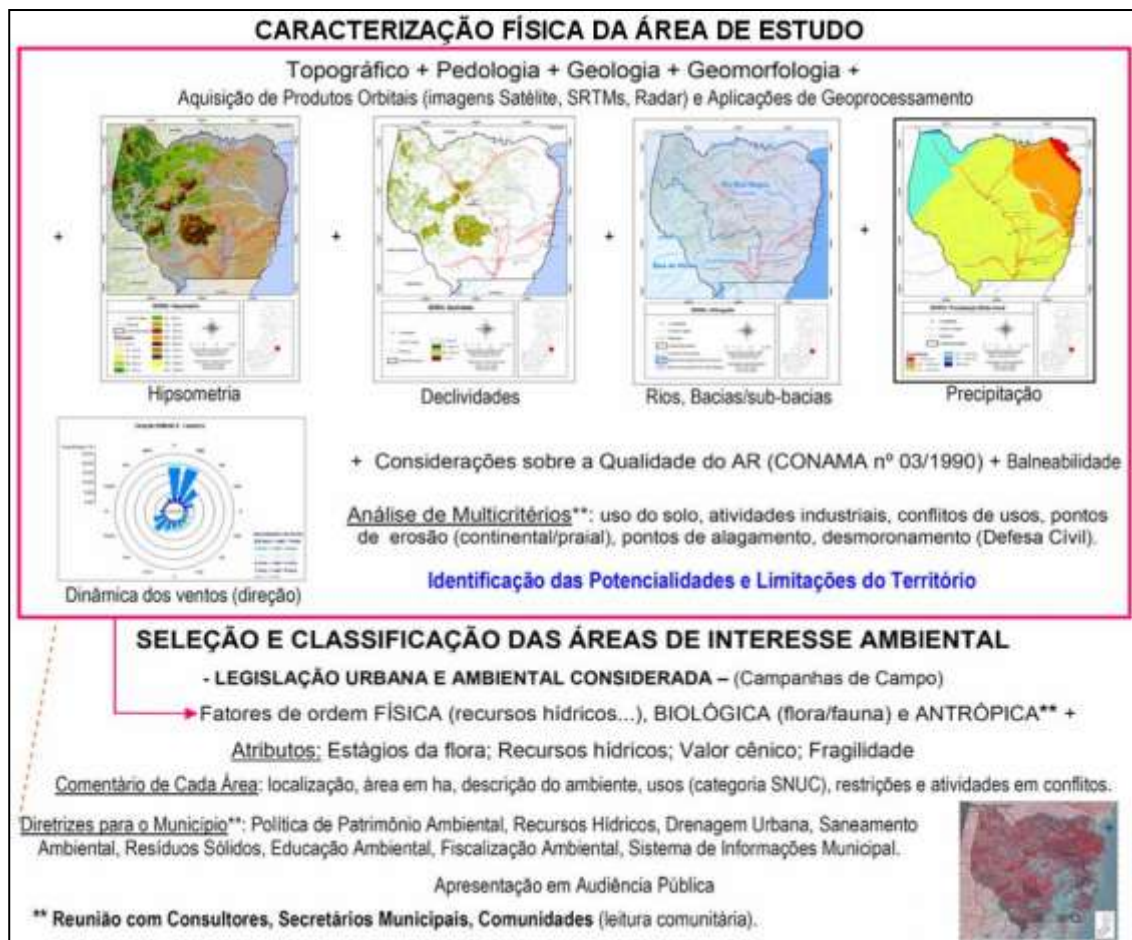 CARACTERIZAÇÃO FÍSICA DA ÁREA DE ESTUDO
Topográfico + Pedologia + Geologia + Geomorfologia +
Aquisição de Produtos Orbitais (imagens Satélite, SRTMs, Radar) e Aplicações de Geoprocessamento
+ + + +
Hipsometria
Declividades
Rios, Bacias/sub-bacias
Precipitação
+ Considerações sobre a Qualidade do AR (CONAMA nº 03/1990) + Balneabilidade
Análise de Multicritérios**: uso do solo, atividades industriais, conflitos de usos, pontos
de erosão (continental/praial), pontos de alagamento, desmoronamento (Defesa Civil).
Identificação das Potencialidades e Limitações do Território
Dinâmica dos ventos (direção)
SELEÇÃO E CLASSIFICAÇÃO DAS ÁREAS DE INTERESSE AMBIENTAL
- LEGISLAÇÃO URBANA E AMBIENTAL CONSIDERADA – (Campanhas de Campo)
Fatores de ordem FÍSICA (recursos hídricos...), BIOLÓGICA (flora/fauna) e ANTRÓPICA** +
Atributos: Estágios da flora; Recursos hídricos; Valor cênico; Fragilidade
Comentário de Cada Área: localização, área em ha, descrição do ambiente, usos (categoria SNUC), restrições e atividades em conflitos.
Diretrizes para o Município**: Política de Patrimônio Ambiental, Recursos Hídricos, Drenagem Urbana, Saneamento
Ambiental, Resíduos Sólidos, Educação Ambiental, Fiscalização Ambiental, Sistema de Informações Municipal.
Apresentação em Audiência Pública
** Reunião com Consultores, Secretários Municipais, Comunidades (leitura comunitária).